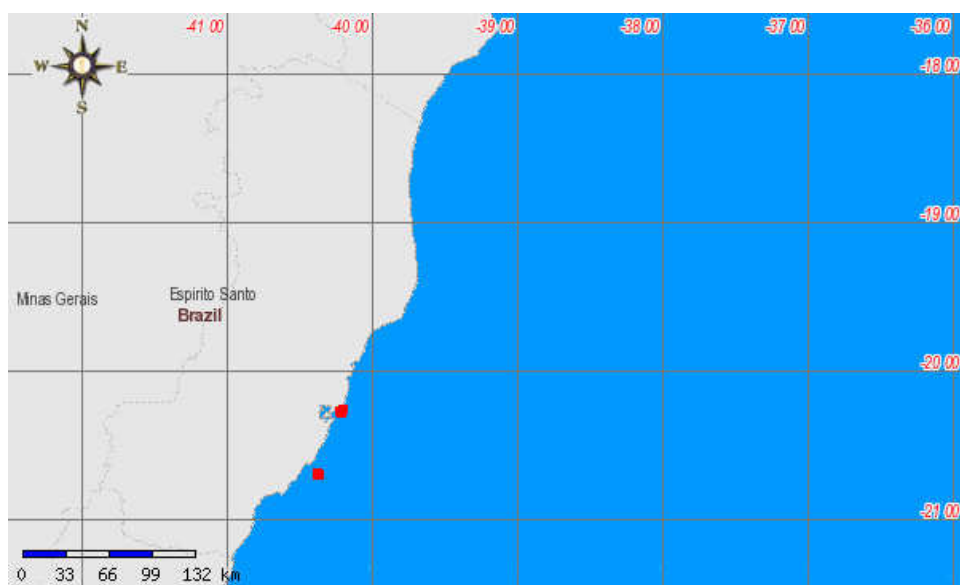 N
W E
S
-41 00 -40 00 -39 00 -38 00 -37 00 -36 00
-18 00
-19 00
Minas Gerais
Espirito Santo
Brazil
-20 00
-21 00
0 33 66 99 132 km